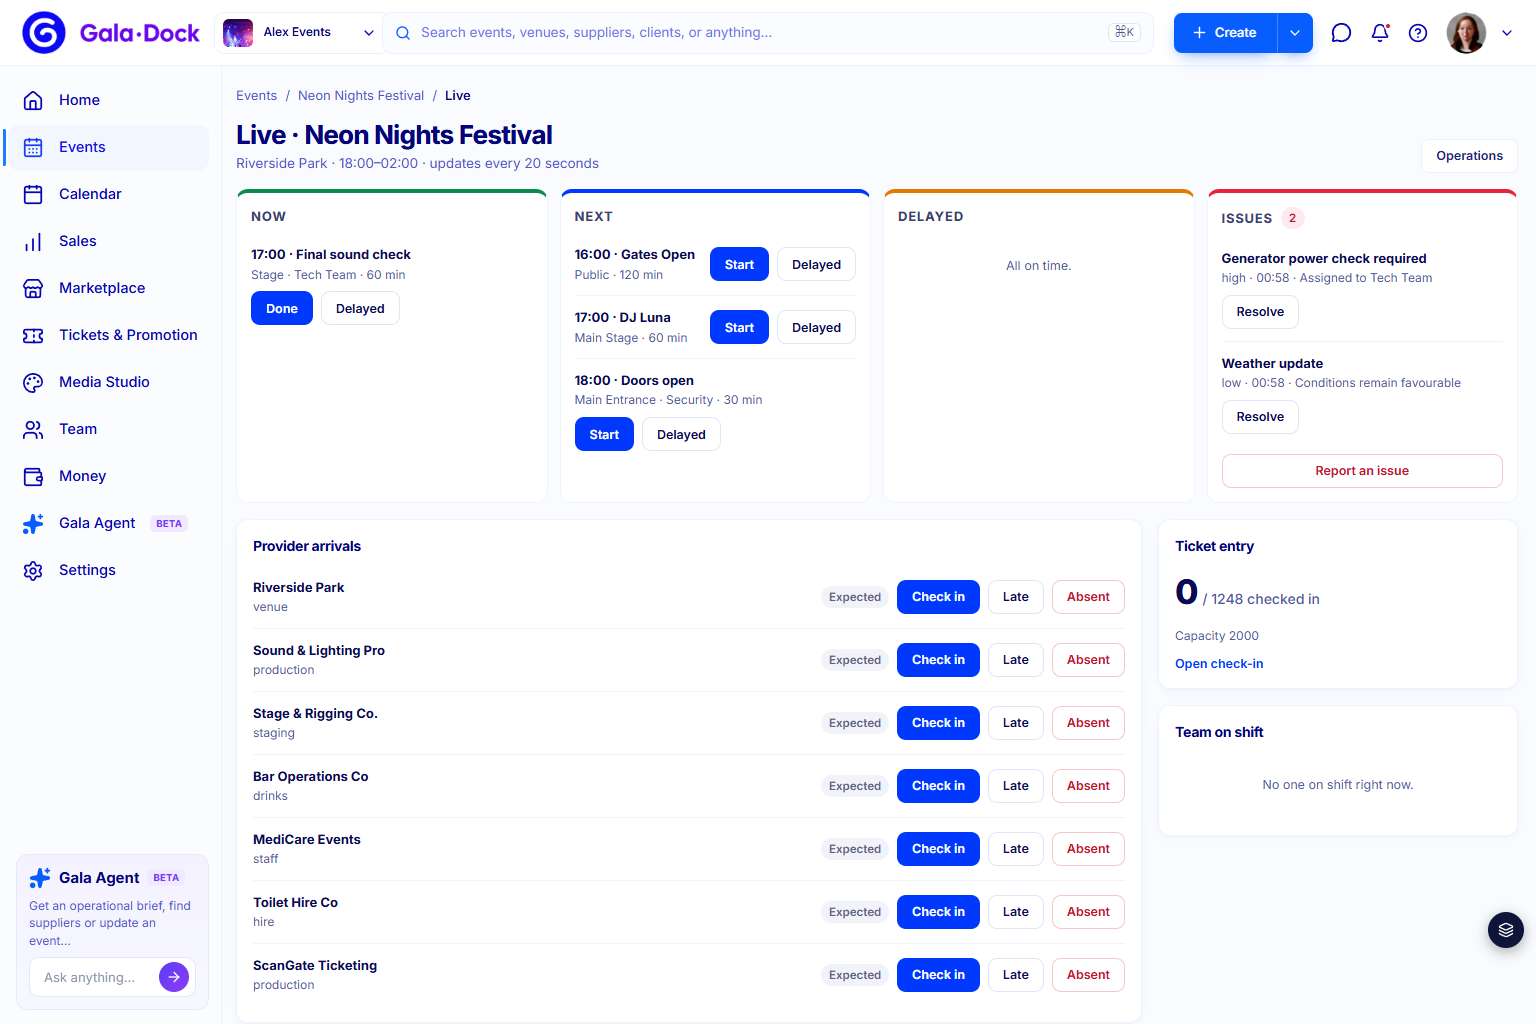 Gala·Dock
Alex Events
Search events, venues, suppliers, clients, or anything...
⌘K
+ Create
Home
Events
Calendar
Sales
Marketplace
Tickets & Promotion
Media Studio
Team
Money
Gala Agent BETA
Settings
Gala Agent BETA
Get an operational brief, find
suppliers or update an
event...
Ask anything...
Events / Neon Nights Festival / Live
Live · Neon Nights Festival
Riverside Park · 18:00–02:00 · updates every 20 seconds
Operations
NOW
17:00 · Final sound check
Stage · Tech Team · 60 min
Done Delayed
NEXT
16:00 · Gates Open
Public · 120 min
Start Delayed
17:00 · DJ Luna
Main Stage · 60 min
Start Delayed
18:00 · Doors open
Main Entrance · Security · 30 min
Start Delayed
DELAYED
All on time.
ISSUES 2
Generator power check required
high · 00:58 · Assigned to Tech Team
Resolve
Weather update
low · 00:58 · Conditions remain favourable
Resolve
Report an issue
Provider arrivals
Riverside Park
venue
Expected Check in Late Absent
Sound & Lighting Pro
production
Expected Check in Late Absent
Stage & Rigging Co.
staging
Expected Check in Late Absent
Bar Operations Co
drinks
Expected Check in Late Absent
MediCare Events
staff
Expected Check in Late Absent
Toilet Hire Co
hire
Expected Check in Late Absent
ScanGate Ticketing
production
Expected Check in Late Absent
Ticket entry
0 / 1248 checked in
Capacity 2000
Open check-in
Team on shift
No one on shift right now.